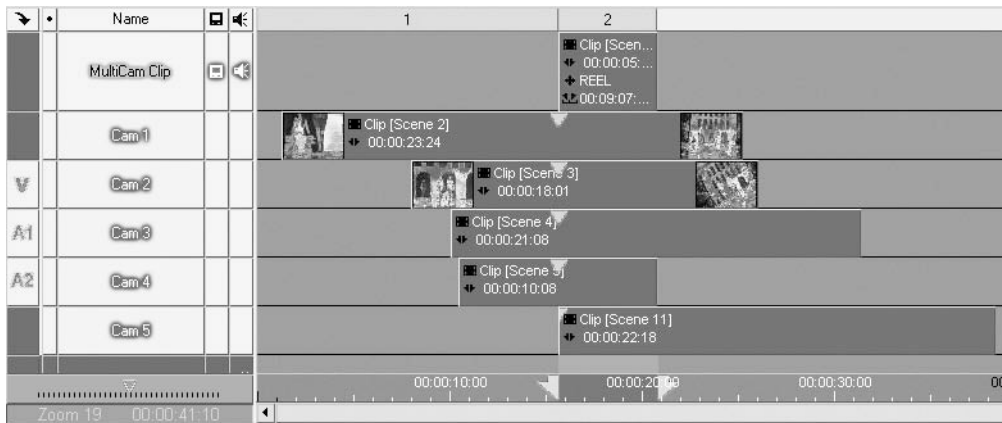 Name 1 2
MultiCam Clip
Clip [Scen...
00:00:05:...
REEL
00:09:07:...
Cam 1
Clip [Scene 2]
00:00:23:24
V Cam 2
Clip [Scene 3]
00:00:18:01
A1 Cam 3
Clip [Scene 4]
00:00:21:08
A2 Cam 4
Clip [Scene 5]
00:00:10:08
Cam 5
Clip [Scene 11]
00:00:22:18
00:00:10:00 00:00:20:00 00:00:30:00 00
Zoom 19 00:00:41:10